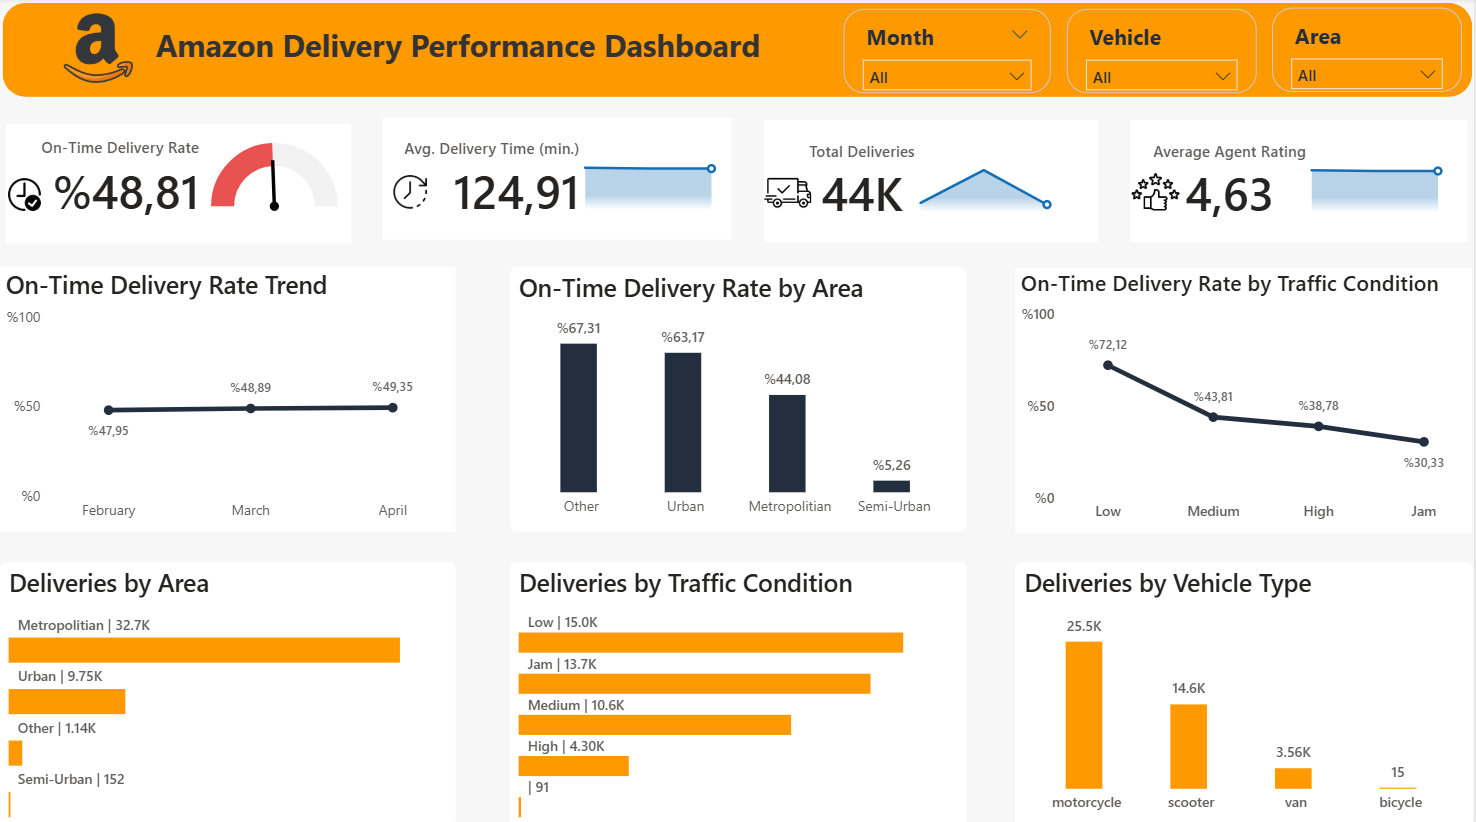 a
Amazon Delivery Performance Dashboard
Month
All
Vehicle
All
Area
All
On-Time Delivery Rate
%48,81
Avg. Delivery Time (min.)
124,91
Total Deliveries
44K
Average Agent Rating
4,63
On-Time Delivery Rate Trend
%100
%50
%0
%47,95
%48,89
%49,35
February
March
April
On-Time Delivery Rate by Area
%67,31
%63,17
%44,08
%5,26
Other
Urban
Metropolitian
Semi-Urban
On-Time Delivery Rate by Traffic Condition
%100
%50
%0
%72,12
%43,81
%38,78
%30,33
Low
Medium
High
Jam
Deliveries by Area
Metropolitian | 32.7K
Urban | 9.75K
Other | 1.14K
Semi-Urban | 152
Deliveries by Traffic Condition
Low | 15.0K
Jam | 13.7K
Medium | 10.6K
High | 4.30K
| 91
Deliveries by Vehicle Type
25.5K
14.6K
3.56K
15
motorcycle
scooter
van
bicycle